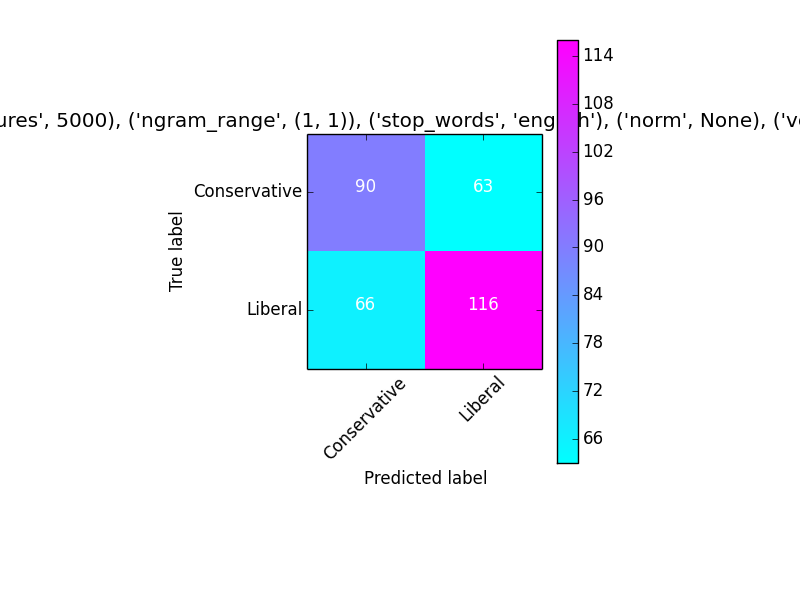 5000), ('ngram_range', (1, 1)), ('stop_words', 'english'), ('norm', None),
114
108
102
96
90
84
78
72
66
True label
Conservative
90
63
Liberal
66
116
Conservative
Liberal
Predicted label